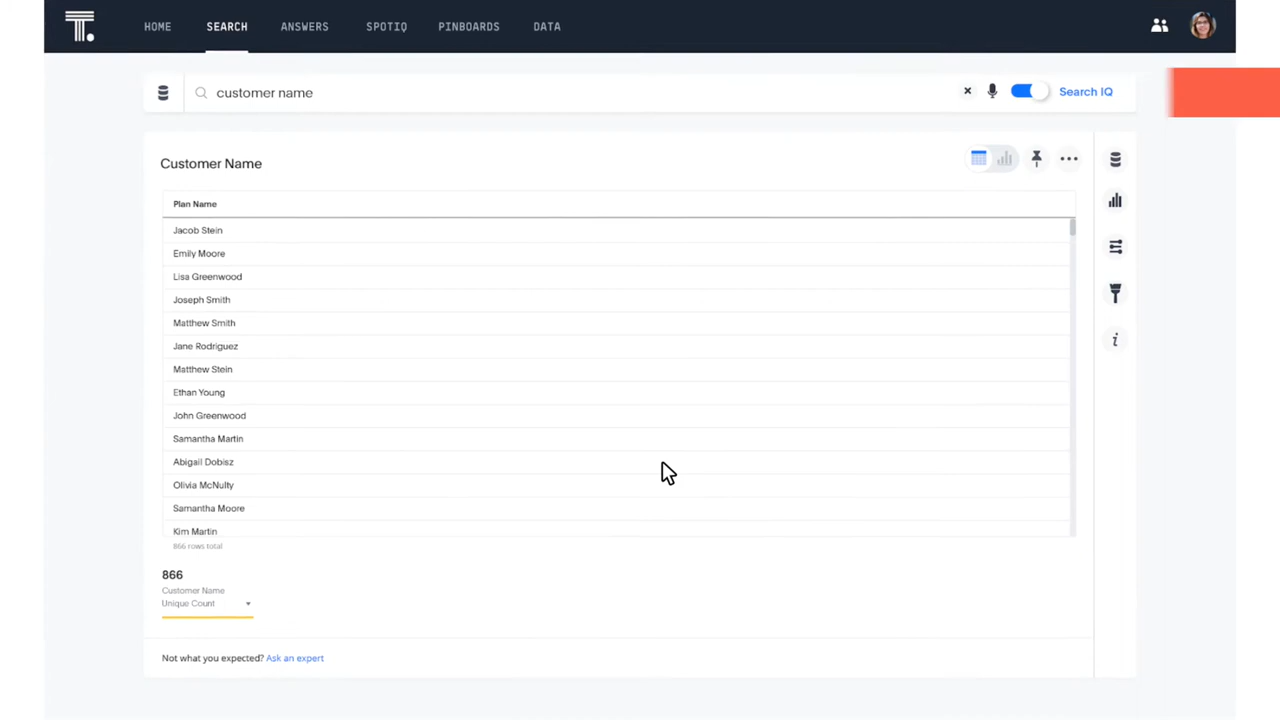 T.
HOME SEARCH ANSWERS SPOTIQ PINBOARDS DATA
customer name
Search IQ
Customer Name
Plan Name
Jacob Stein
Emily Moore
Lisa Greenwood
Joseph Smith
Matthew Smith
Jane Rodriguez
Matthew Stein
Ethan Young
John Greenwood
Samantha Martin
Abigail Dobisz
Olivia McNulty
Samantha Moore
Kim Martin
866 rows total
866
Customer Name
Unique Count
Not what you expected? Ask an expert